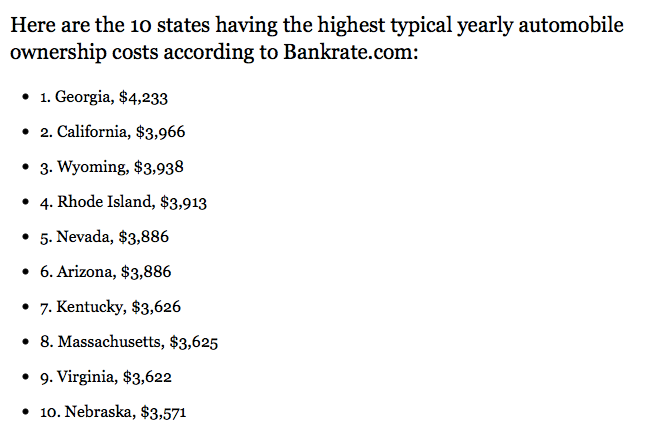 Here are the 10 states having the highest typical yearly automobile
ownership costs according to Bankrate.com:
• 1. Georgia, $4,233
• 2. California, $3,966
• 3. Wyoming, $3,938
• 4. Rhode Island, $3,913
• 5. Nevada, $3,886
• 6. Arizona, $3,886
• 7. Kentucky, $3,626
• 8. Massachusetts, $3,625
• 9. Virginia, $3,622
• 10. Nebraska, $3,571